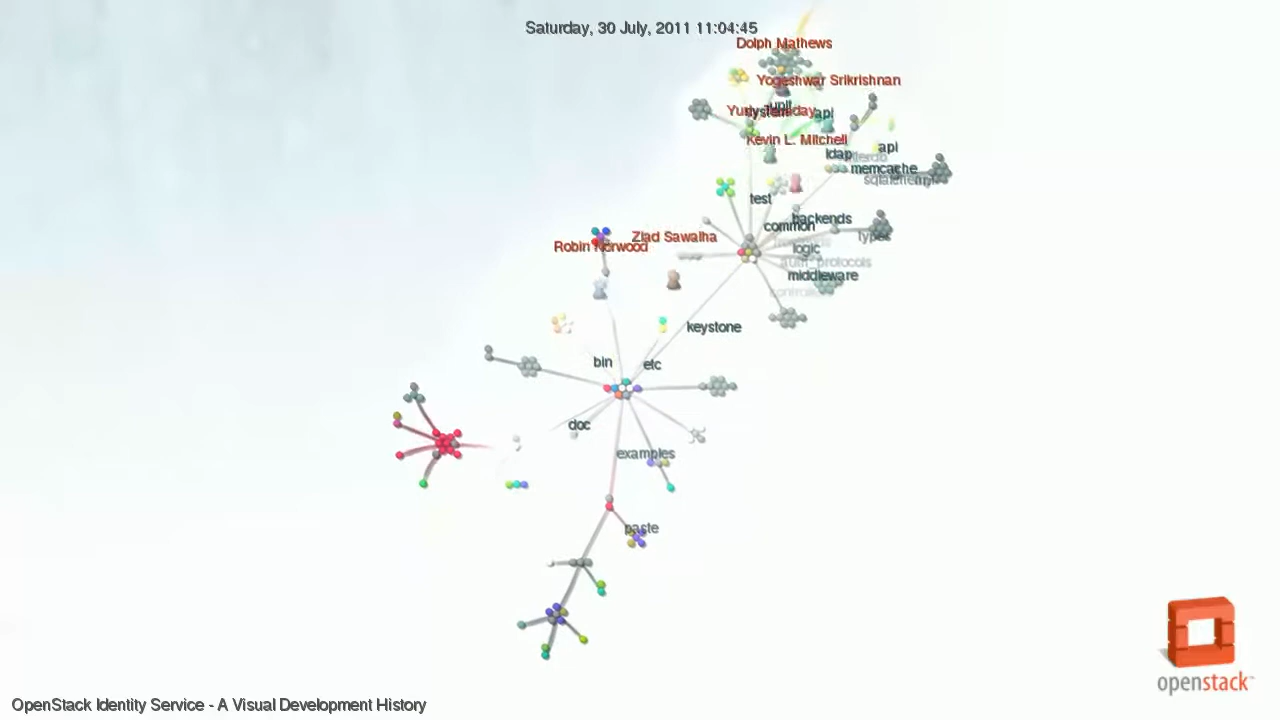 Saturday, 30 July, 2011 11:04:45
Dolph Mathews
Yogeshwar Srikrishnan
api
Kevin L. Mitchell
api
ldap
memcache
test
backends
common
types
Ziad Sawalha
Robin Norwood
logic
auth_protocols
middleware
keystone
bin
etc
doc
examples
paste
openstack
OpenStack Identity Service - A Visual Development History